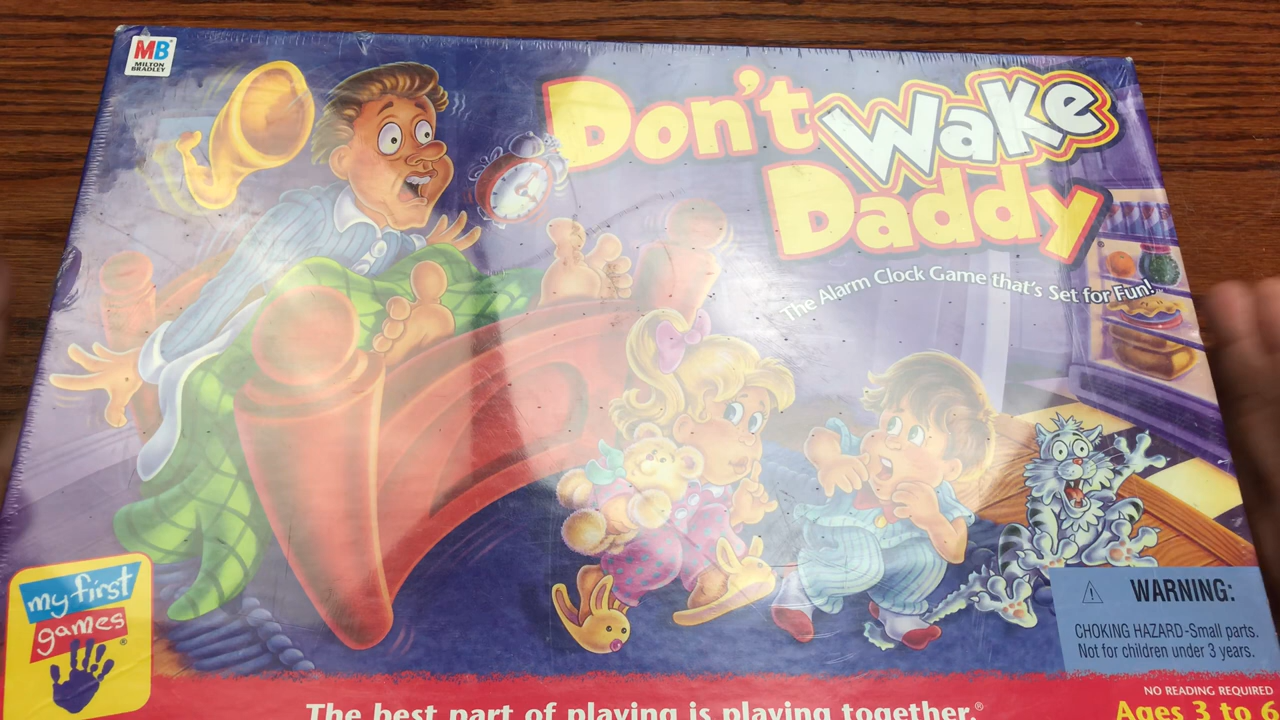 MB
MILTON
BRADLEY
Don't Wake
Daddy
The Alarm Clock Game that's Set for Fun!
my first
games®
WARNING:
CHOKING HAZARD-Small parts.
Not for children under 3 years.
NO READING REQUIRED
The best part of playing is playing together.®
Ages 3 to 6